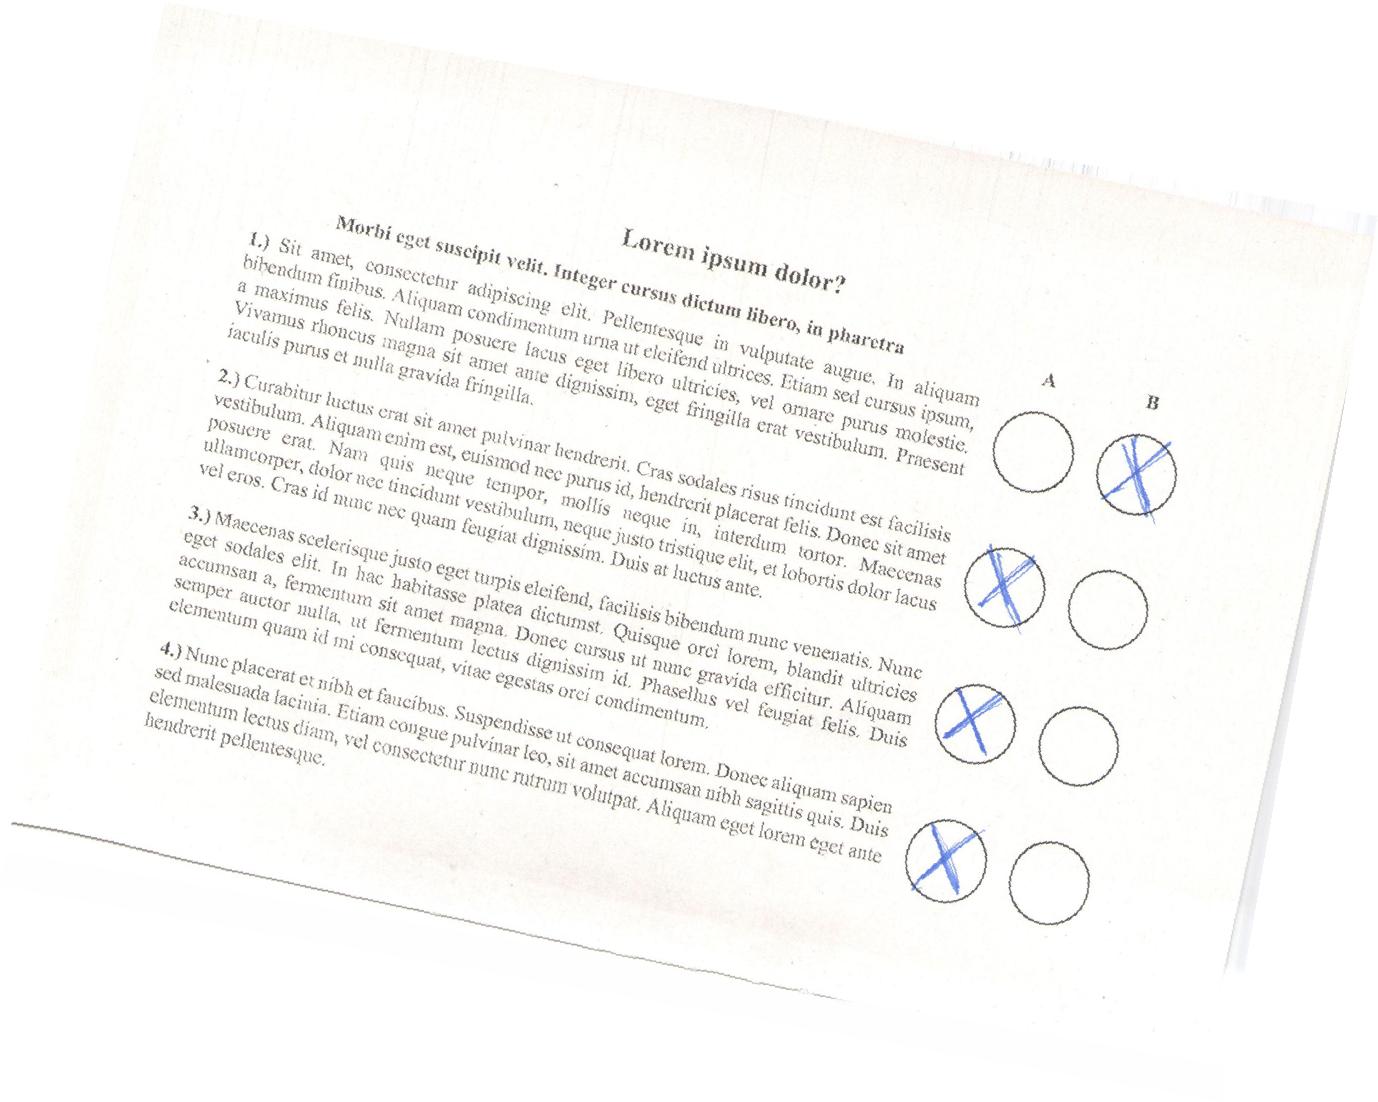 Lorem ipsum dolor?
Morbi eget suscipit velit. Integer cursus dictum libero, in pharetra
1.) Sit amet, consectetur adipiscing elit. Pellentesque in vulputate augue. In aliquam
bibendum finibus. Aliquam condimentum urna ut eleifend ultrices. Etiam sed cursus ipsum,
a maximus felis. Nullam posuere lacus eget libero ultricies, vel ornare purus molestie.
Vivamus rhoncus magna sit amet ante dignissim, eget fringilla erat vestibulum. Praesent
iaculis purus et nulla gravida fringilla.
A
B
2.) Curabitur luctus erat sit amet pulvinar hendrerit. Cras sodales risus tincidunt est facilisis
vestibulum. Aliquam enim est, euismod nec purus id, hendrerit placerat felis. Donec sit amet
posuere erat. Nam quis neque tempor, mollis neque in, interdum tortor. Maecenas
ullamcorper, dolor nec tincidunt vestibulum, neque justo tristique elit, et lobortis dolor lacus
vel eros. Cras id nunc nec quam feugiat dignissim. Duis at luctus ante.
3.) Maecenas scelerisque justo eget turpis eleifend, facilisis bibendum nunc venenatis. Nunc
eget sodales elit. In hac habitasse platea dictumst. Quisque orci lorem, blandit ultricies
accumsan a, fermentum sit amet magna. Donec cursus ut nunc gravida efficitur. Aliquam
semper auctor nulla, ut fermentum lectus dignissim id. Phasellus vel feugiat felis. Duis
elementum quam id mi consequat, vitae egestas orci condimentum.
4.) Nunc placerat et nibh et faucibus. Suspendisse ut consequat lorem. Donec aliquam sapien
sed malesuada lacinia. Etiam congue pulvinar leo, sit amet accumsan nibh sagittis quis. Duis
elementum lectus diam, vel consectetur nunc rutrum volutpat. Aliquam eget lorem eget ante
hendrerit pellentesque.